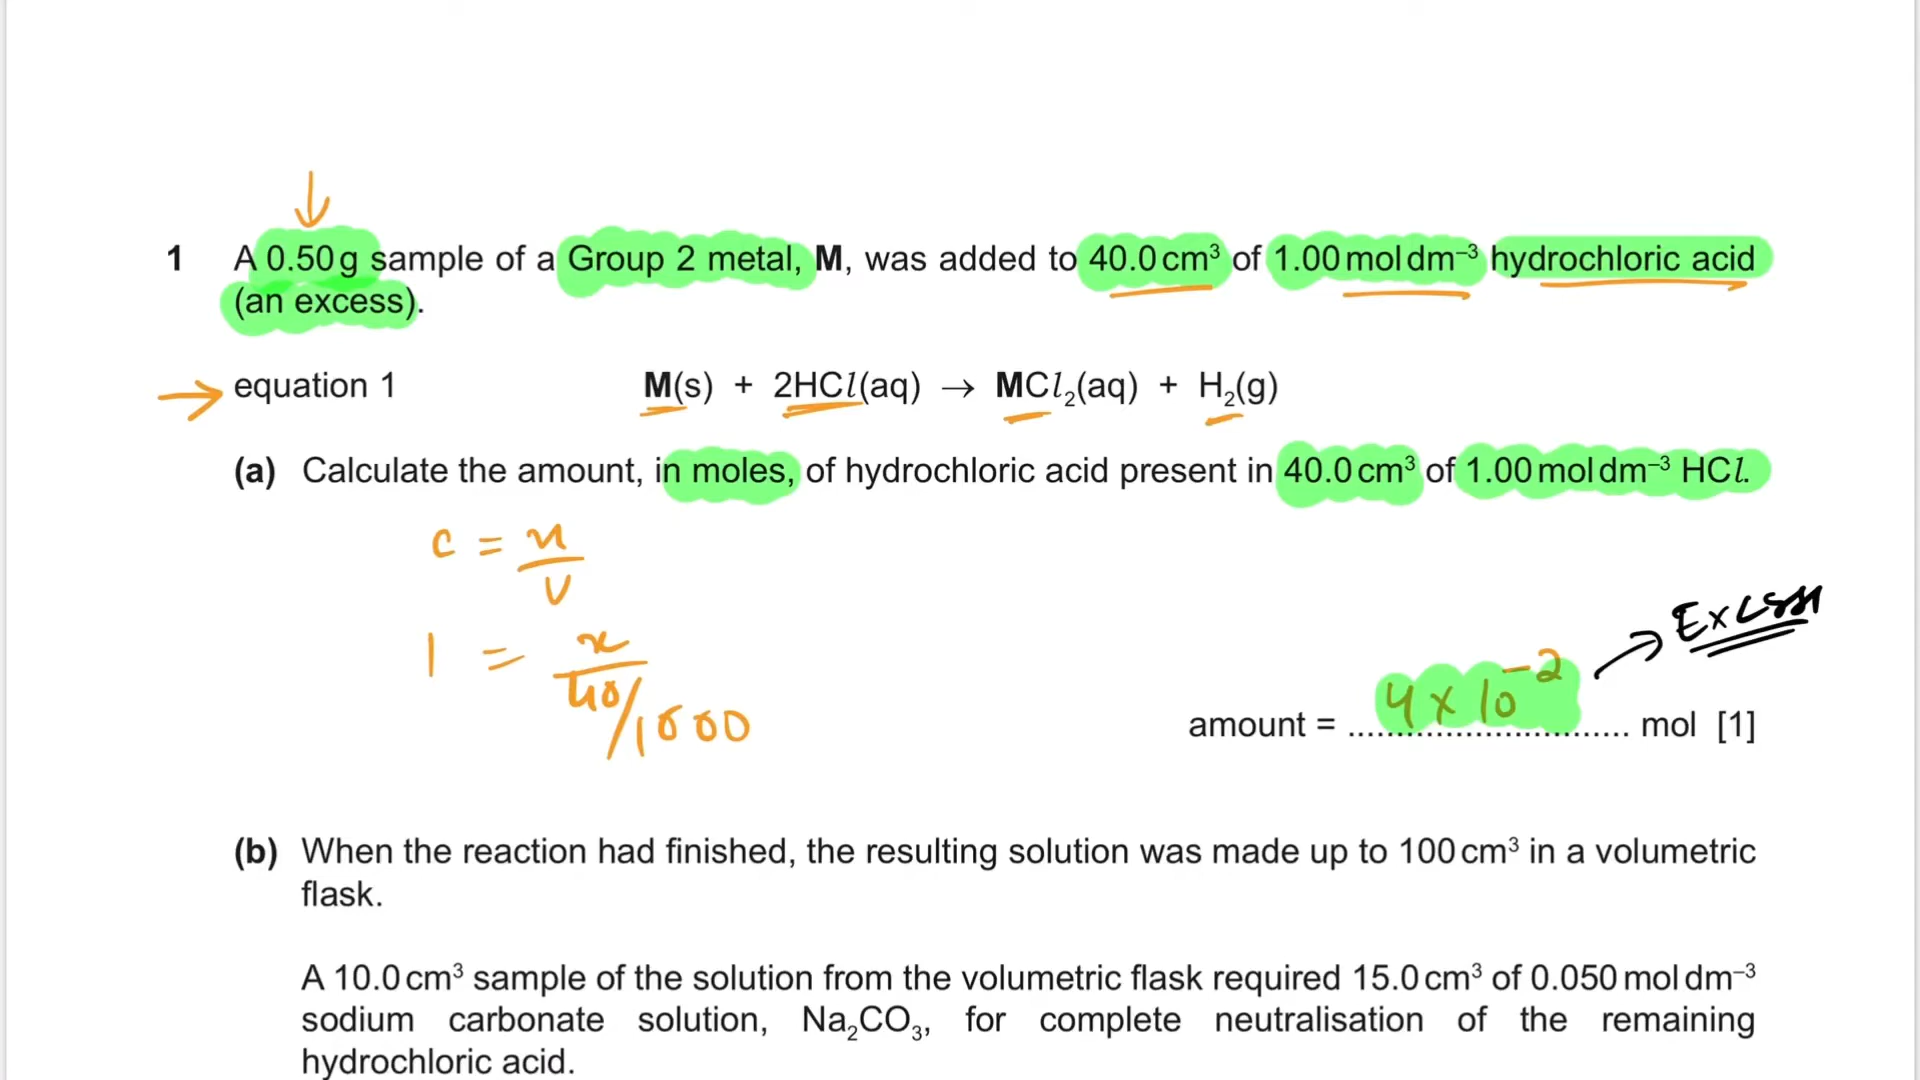 1 A 0.50 g sample of a Group 2 metal, M, was added to 40.0 cm³ of 1.00 mol dm⁻³ hydrochloric acid
(an excess).
equation 1 M(s) + 2HCl(aq) → MCl₂(aq) + H₂(g)
(a) Calculate the amount, in moles, of hydrochloric acid present in 40.0 cm³ of 1.00 mol dm⁻³ HCl.
c = n/v
1 = x/(40/1000)
Excess
4 × 10⁻²
amount = .............................. mol [1]
(b) When the reaction had finished, the resulting solution was made up to 100 cm³ in a volumetric
flask.
A 10.0 cm³ sample of the solution from the volumetric flask required 15.0 cm³ of 0.050 mol dm⁻³
sodium carbonate solution, Na₂CO₃, for complete neutralisation of the remaining
hydrochloric acid.